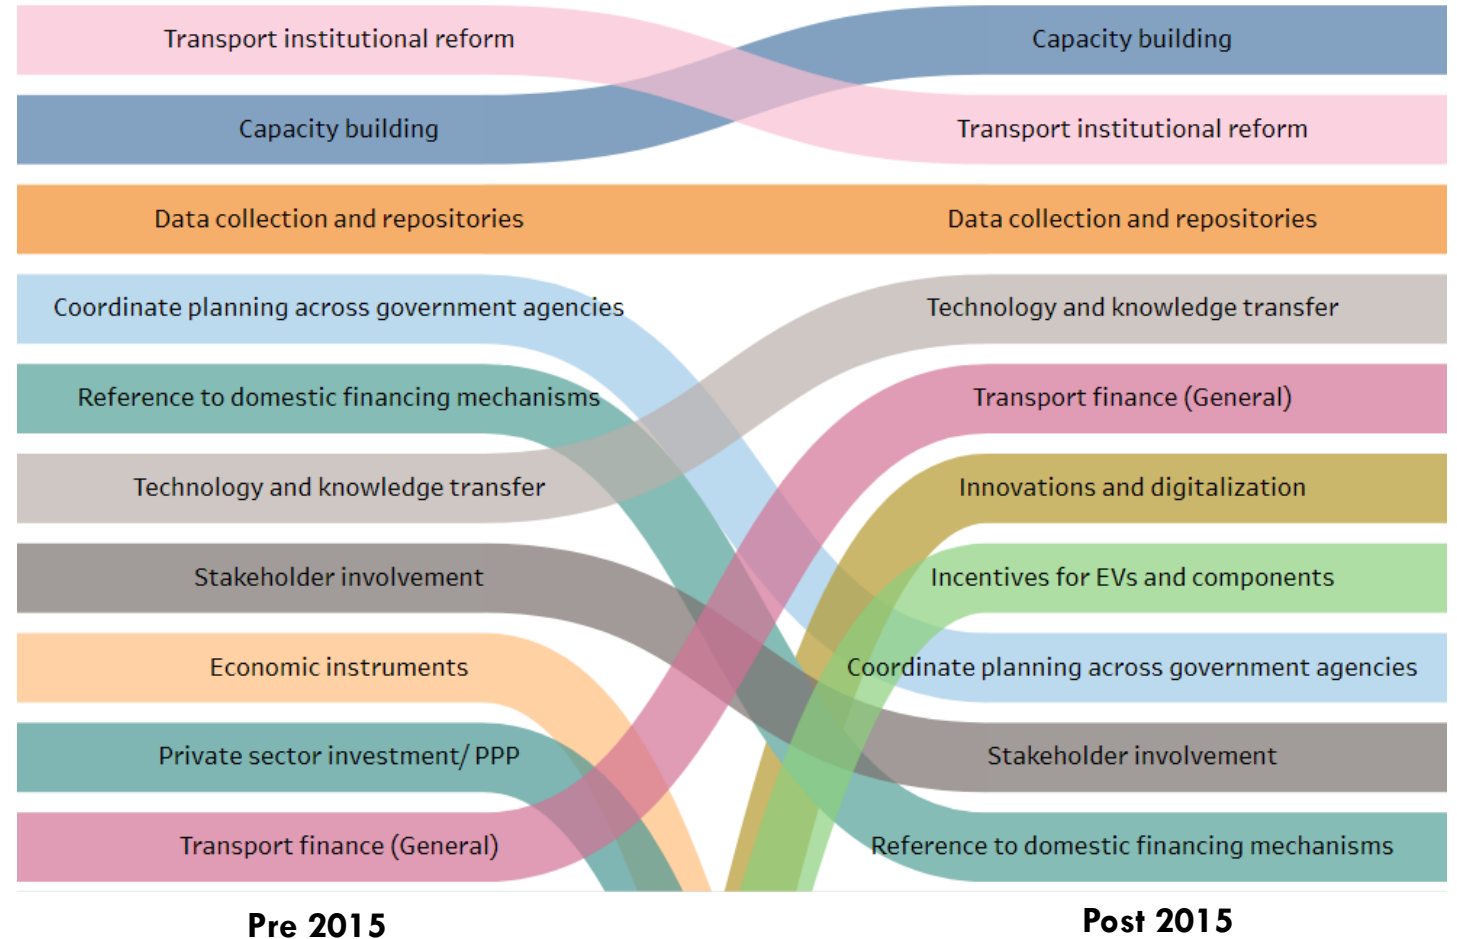 Transport institutional reform
Capacity building
Capacity building
Transport institutional reform
Data collection and repositories
Data collection and repositories
Coordinate planning across government agencies
Technology and knowledge transfer
Reference to domestic financing mechanisms
Transport finance (General)
Technology and knowledge transfer
Innovations and digitalization
Stakeholder involvement
Incentives for EVs and components
Economic instruments
Coordinate planning across government agencies
Private sector investment/ PPP
Stakeholder involvement
Transport finance (General)
Reference to domestic financing mechanisms
Pre 2015
Post 2015